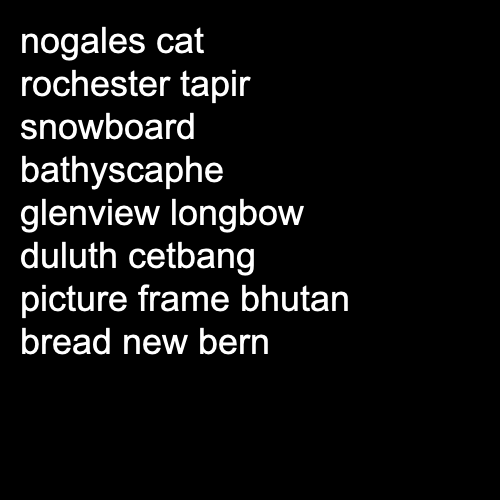 nogales cat
rochester tapir
snowboard
bathyscaphe
glenview longbow
duluth cetbang
picture frame bhutan
bread new bern